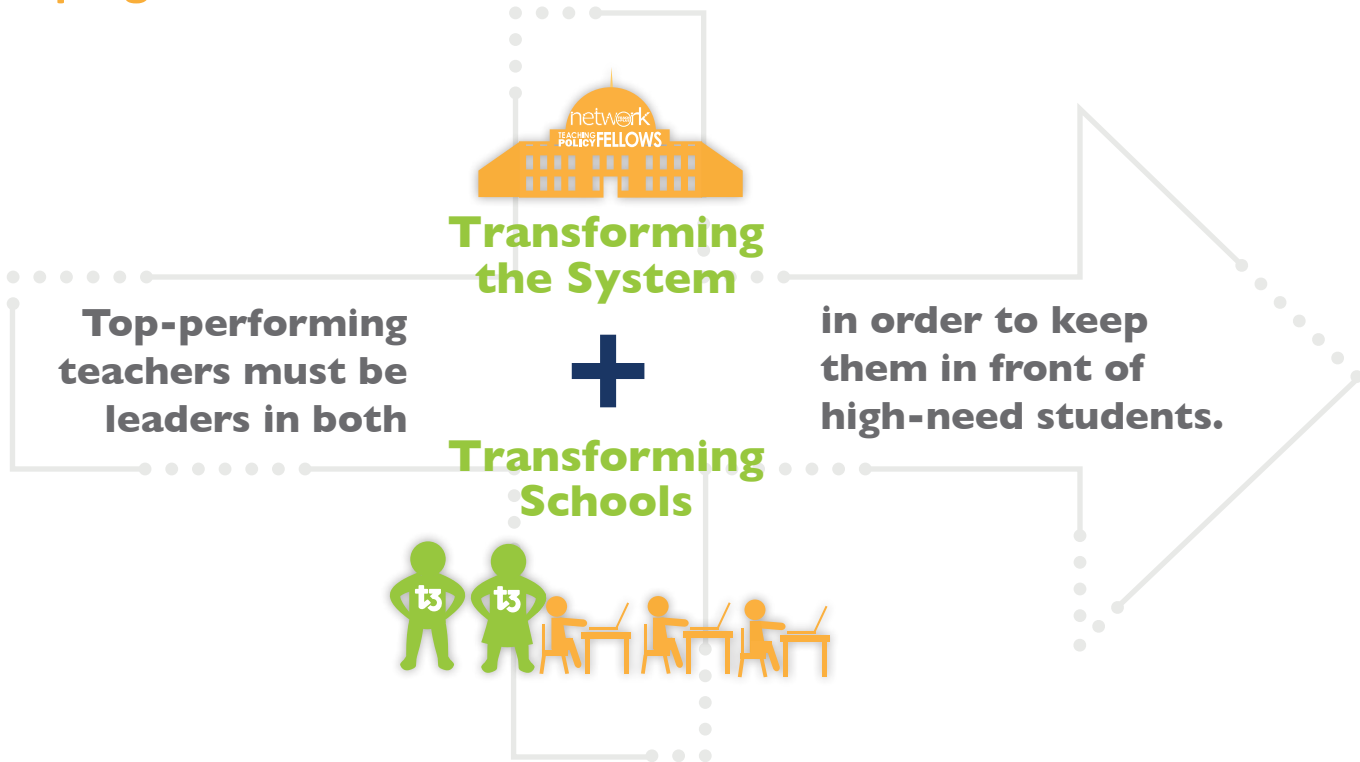 network
TEACHING
POLICY FELLOWS
Transforming
the System
Top-performing
teachers must be
leaders in both
+
in order to keep
them in front of
high-need students.
Transforming
Schools
t3
t3